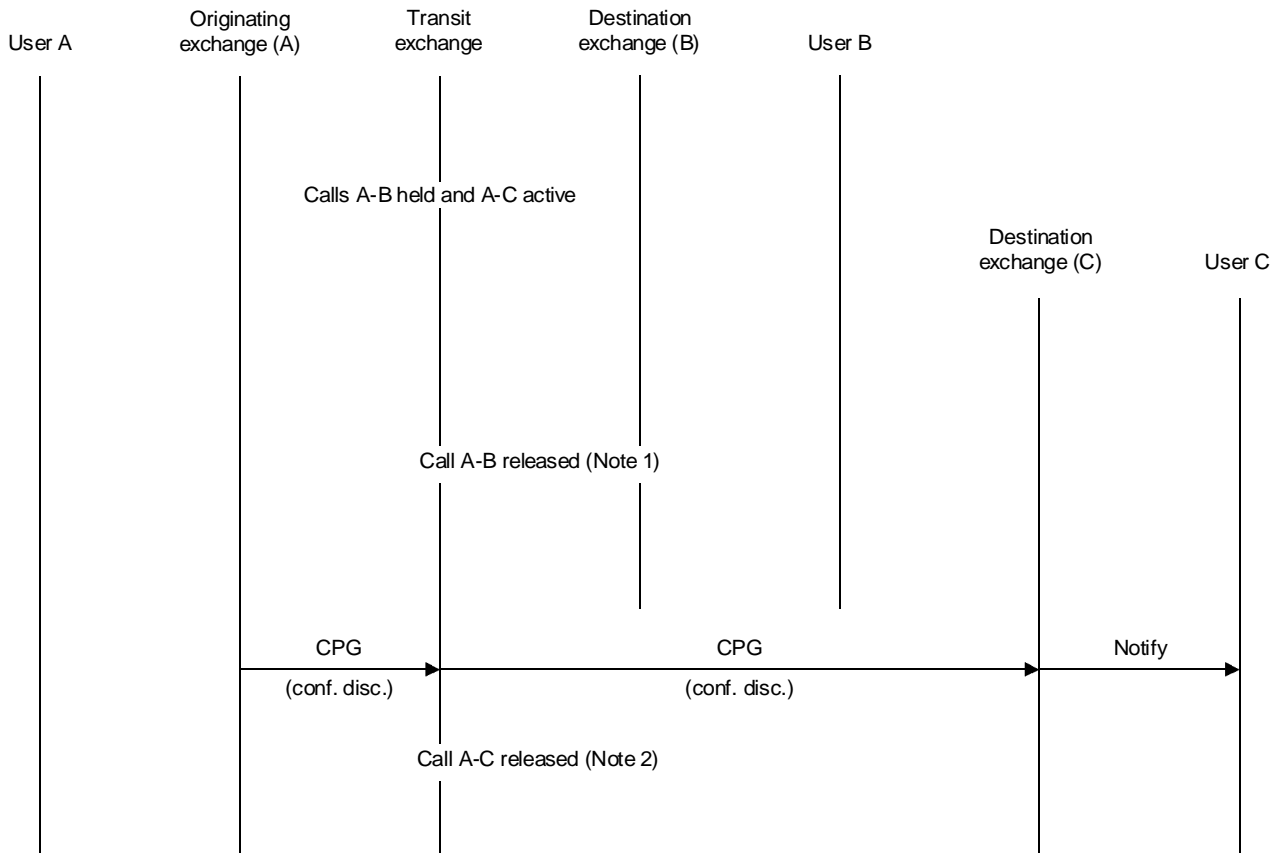 User A
Originating
exchange (A)
Transit
exchange
Destination
exchange (B)
User B
Calls A-B held and A-C active
Destination
exchange (C)
User C
Call A-B released (Note 1)
CPG
(conf. disc.)
CPG
(conf. disc.)
Notify
Call A-C released (Note 2)